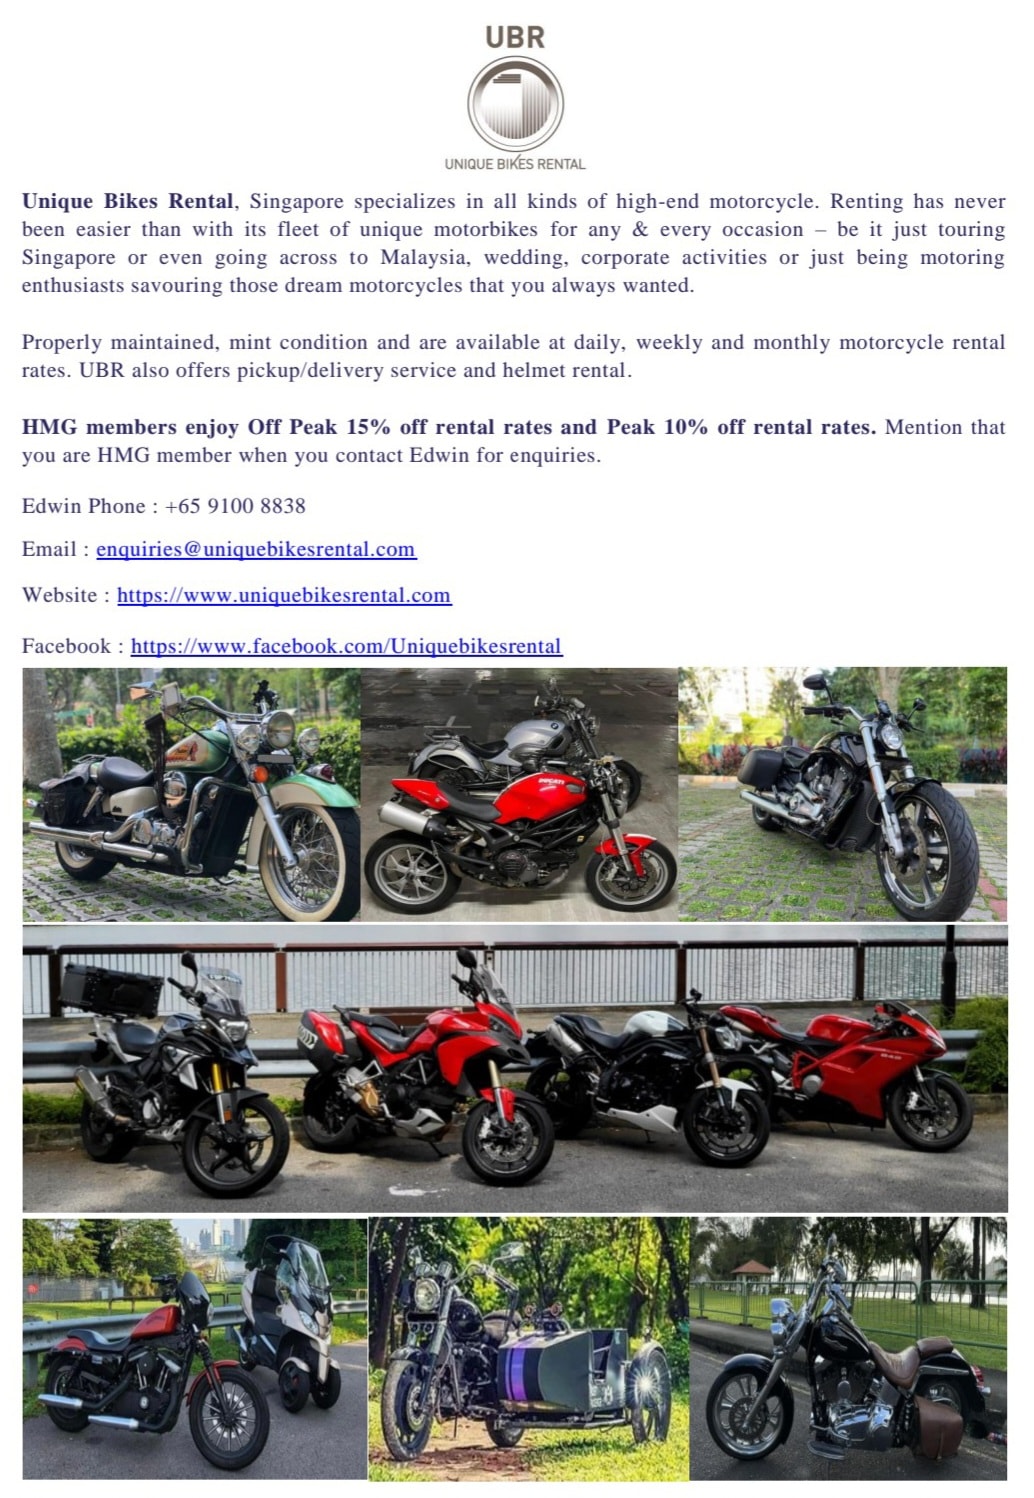 UBR
UNIQUE BIKES RENTAL
Unique Bikes Rental, Singapore specializes in all kinds of high-end motorcycle. Renting has never
been easier than with its fleet of unique motorbikes for any & every occasion – be it just touring
Singapore or even going across to Malaysia, wedding, corporate activities or just being motoring
enthusiasts savouring those dream motorcycles that you always wanted.
Properly maintained, mint condition and are available at daily, weekly and monthly motorcycle rental
rates. UBR also offers pickup/delivery service and helmet rental.
HMG members enjoy Off Peak 15% off rental rates and Peak 10% off rental rates. Mention that
you are HMG member when you contact Edwin for enquiries.
Edwin Phone : +65 9100 8838
Email : enquiries@uniquebikesrental.com
Website : https://www.uniquebikesrental.com
Facebook : https://www.facebook.com/Uniquebikesrental
DUCATI